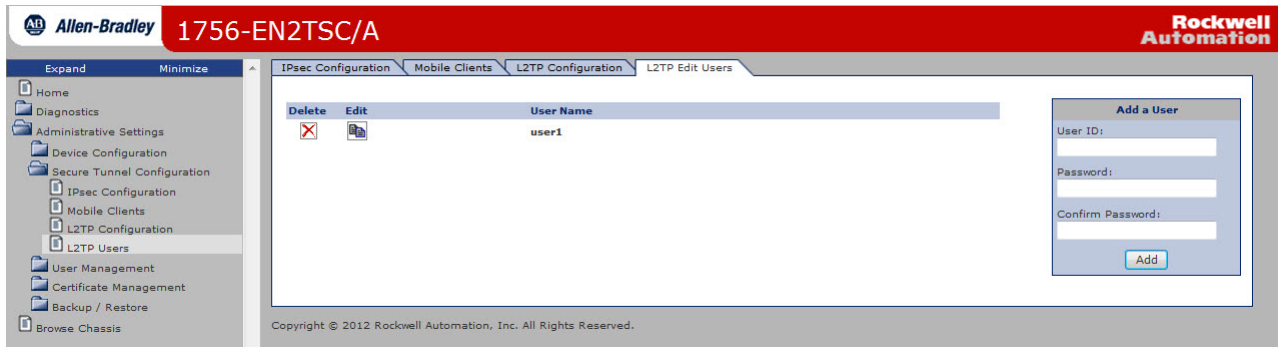 AB Allen-Bradley 1756-EN2TSC/A
Rockwell
Automation
Expand Minimize
Home
Diagnostics
Administrative Settings
Device Configuration
Secure Tunnel Configuration
IPsec Configuration
Mobile Clients
L2TP Configuration
L2TP Users
User Management
Certificate Management
Backup / Restore
Browse Chassis
IPsec Configuration Mobile Clients L2TP Configuration L2TP Edit Users
Delete Edit User Name
user1
Add a User
User ID:
Password:
Confirm Password:
Add
Copyright © 2012 Rockwell Automation, Inc. All Rights Reserved.